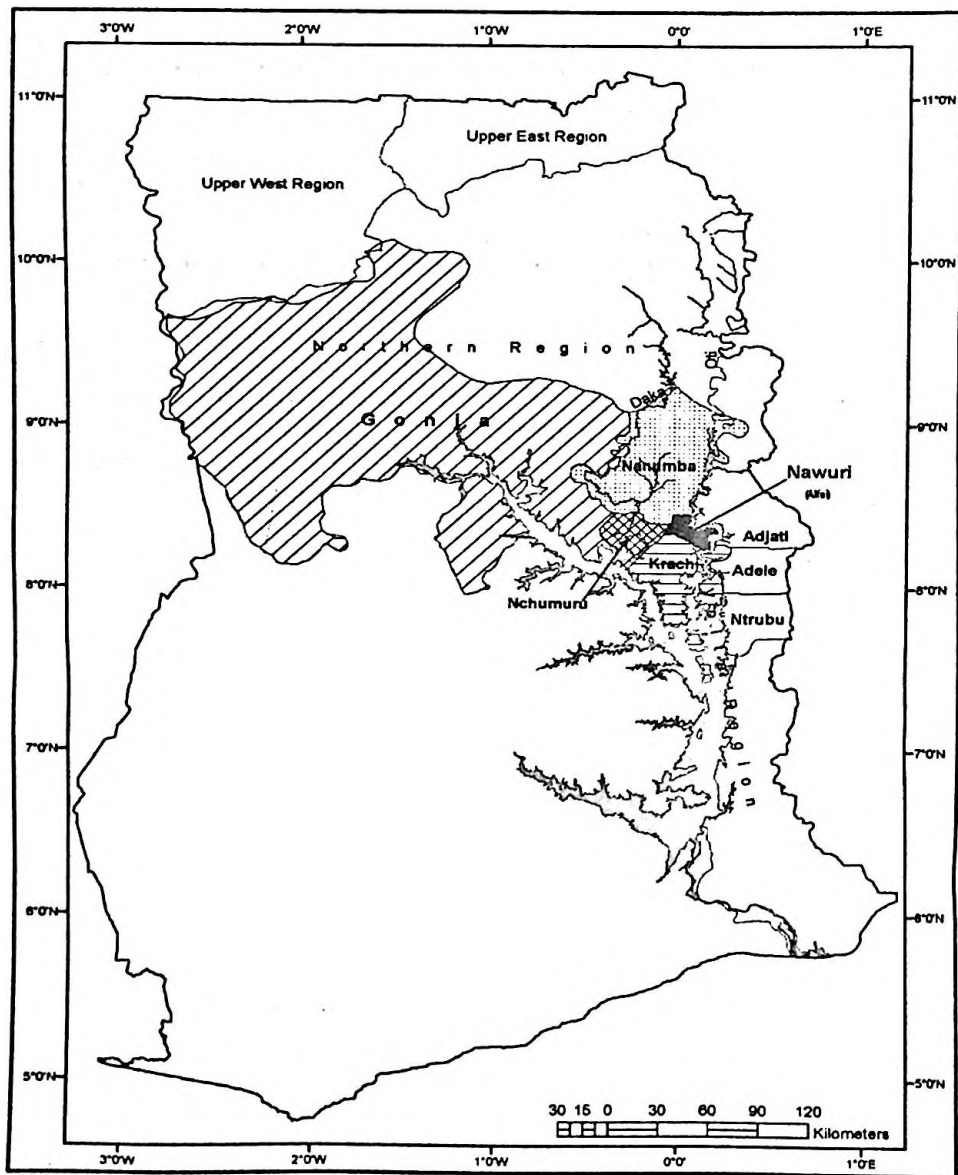 3°0'W 2°0'W 1°0'W 0°0' 1°0'E
11°0'N 11°0'N
Upper East Region
Upper West Region
10°0'N 10°0'N
Northern Region
Oti
Daka
9°0'N Gonja 9°0'N
Nanumba
Nawuri
(Alfai)
Adjati
Krachi
Adele
8°0'N 8°0'N
Nchumuru
Ntrubu
Region
7°0'N 7°0'N
6°0'N 6°0'N
5°0'N 5°0'N
30 15 0 30 60 90 120
Kilometers
3°0'W 2°0'W 1°0'W 0°0' 1°0'E